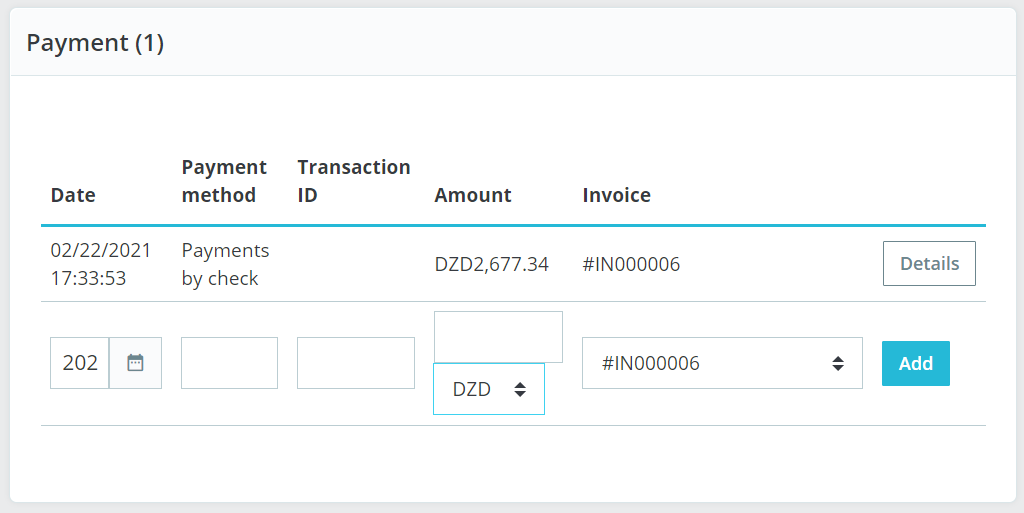 Payment (1)
Date
Payment method
Transaction ID
Amount
Invoice
02/22/2021 17:33:53
Payments by check
DZD2,677.34
#IN000006
Details
202
DZD
#IN000006
Add